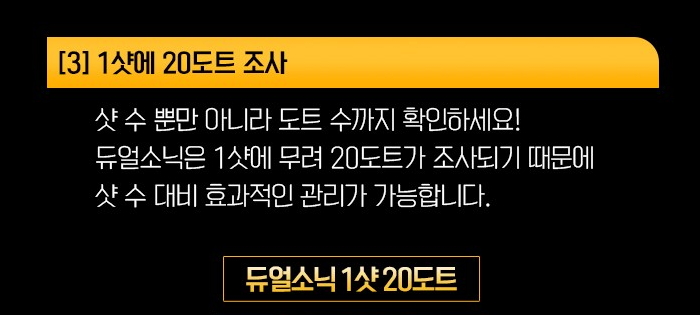 [3] 1샷에 20도트 조사
샷 수 뿐만 아니라 도트 수까지 확인하세요!
듀얼소닉은 1샷에 무려 20도트가 조사되기 때문에
샷 수 대비 효과적인 관리가 가능합니다.
듀얼소닉 1샷 20도트